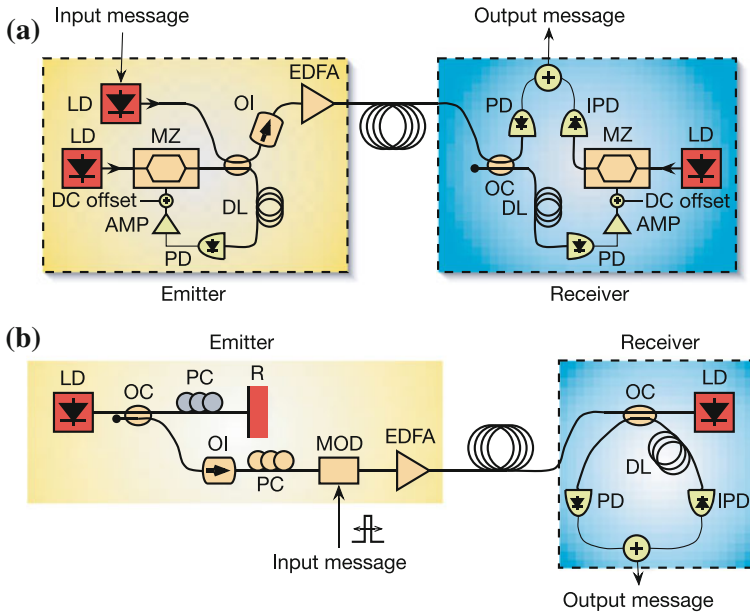 (a)
Input message
Output message
LD
OI
EDFA
PD
IPD
LD
LD
MZ
OC
MZ
DC offset
DL
DL
DC offset
AMP
AMP
PD
PD
Emitter
Receiver
(b)
Emitter
Receiver
LD
OC
PC
R
OC
LD
OI
PC
MOD
EDFA
DL
PD
IPD
Input message
Output message